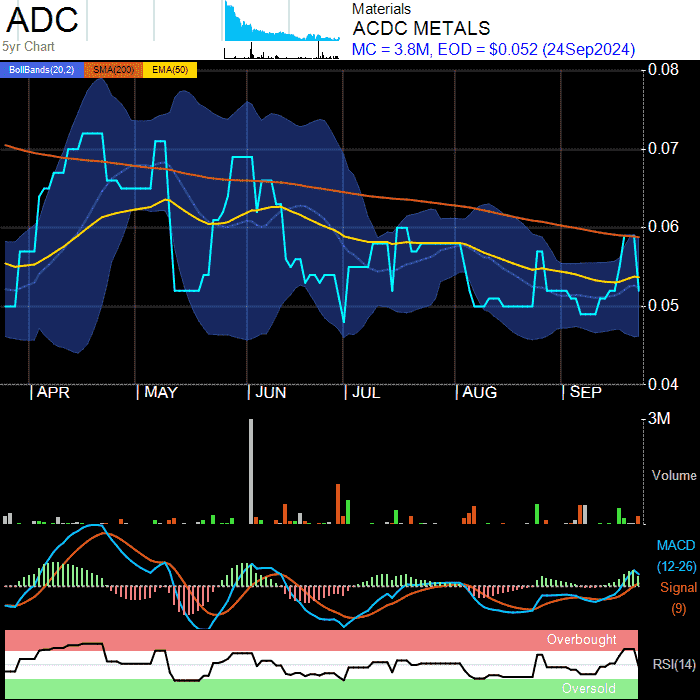 ADC
5yr Chart
Materials
ACDC METALS
MC = 3.8M, EOD = $0.052 (24Sep2024)
BollBands(20,2) SMA(200) EMA(50)
0.08
0.07
0.06
0.05
0.04
APR MAY JUN JUL AUG SEP
3M
Volume
MACD
(12-26)
Signal
(9)
Overbought
RSI(14)
Oversold